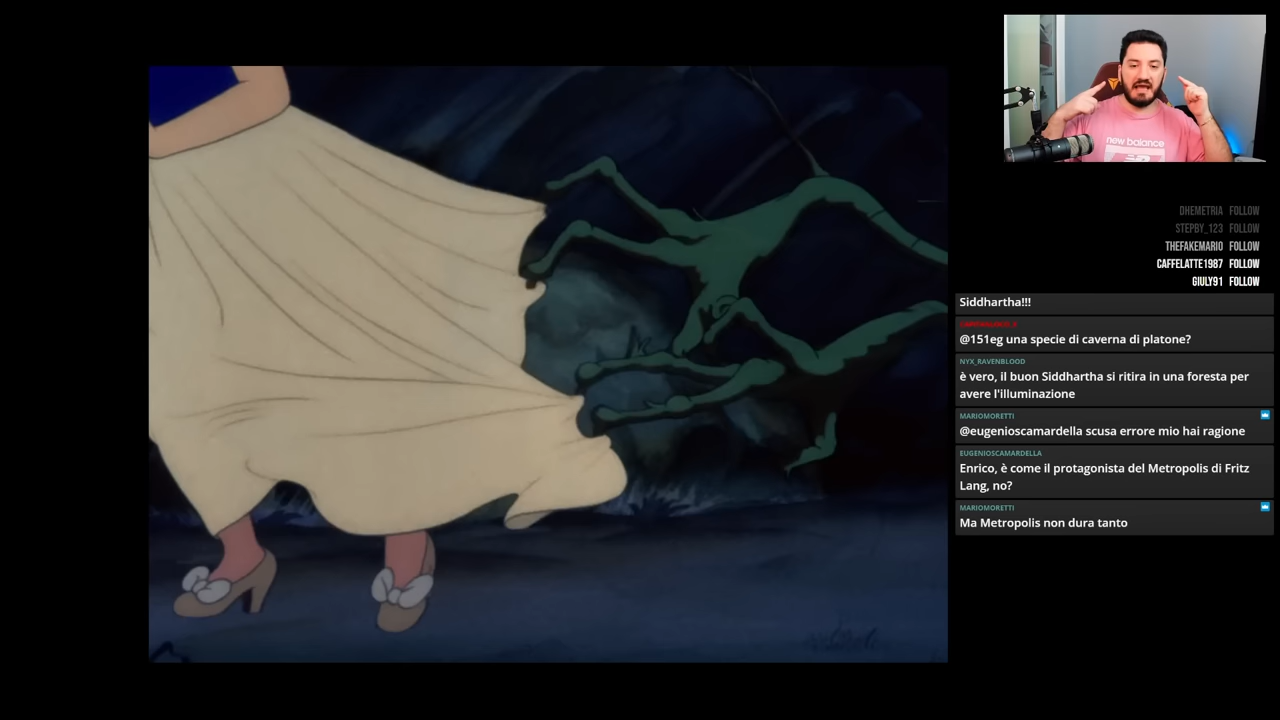 new balance
DHEMETRIA FOLLOW
STEPBY_123 FOLLOW
THEFAKEMARIO FOLLOW
CAFFELATTE1987 FOLLOW
GIULY91 FOLLOW
Siddhartha!!!
@151eg una specie di caverna di platone?
NYX_RAVENBLOOD
è vero, il buon Siddhartha si ritira in una foresta per
avere l'illuminazione
MARIOMORETTI
@eugenioscamardella scusa errore mio hai ragione
EUGENIOSCAMARDELLA
Enrico, è come il protagonista del Metropolis di Fritz
Lang, no?
MARIOMORETTI
Ma Metropolis non dura tanto